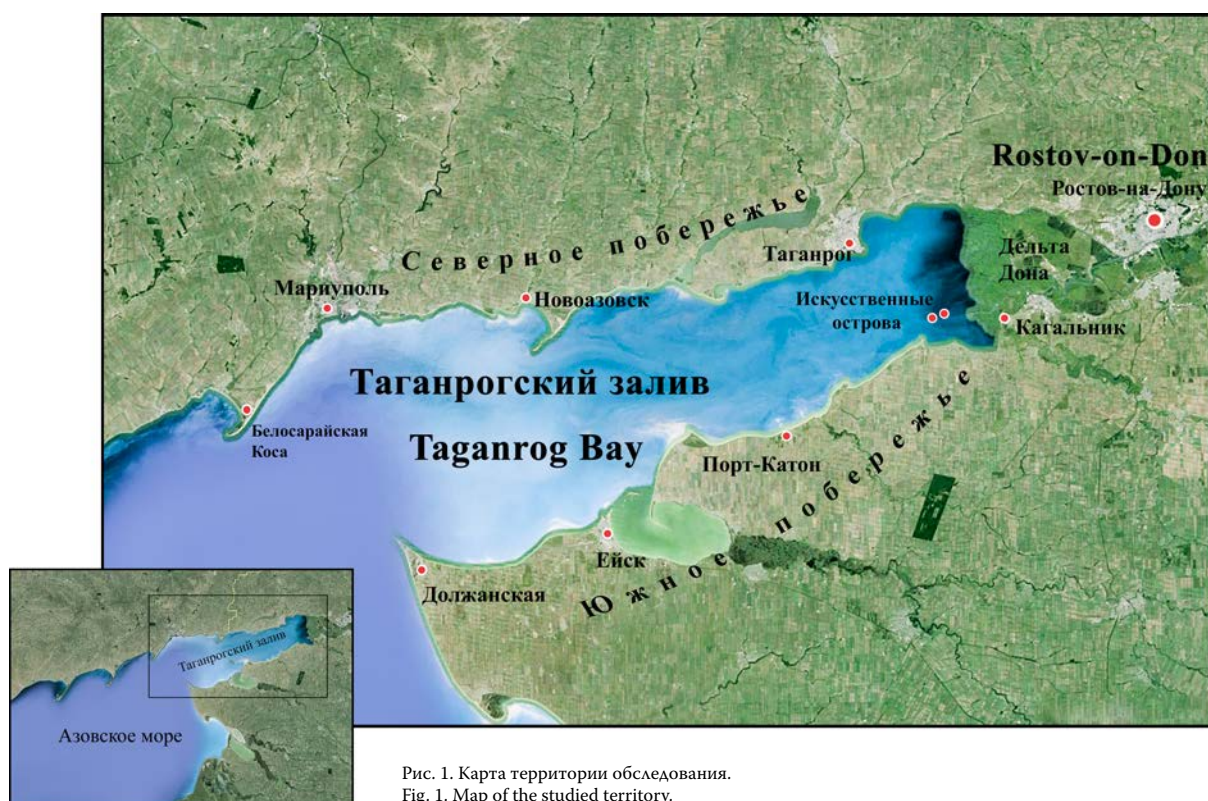 Rostov-on-Don
Ростов-на-Дону
Северное побережье
Таганрог
Дельта
Дона
Мариуполь
Новоазовск
Искусственные
острова
Кагальник
Таганрогский залив
Белосарайская
Коса
Taganrog Bay
Порт-Катон
Южное побережье
Ейск
Должанская
Таганрогский залив
Азовское море
Рис. 1. Карта территории обследования.
Fig. 1. Map of the studied territory.